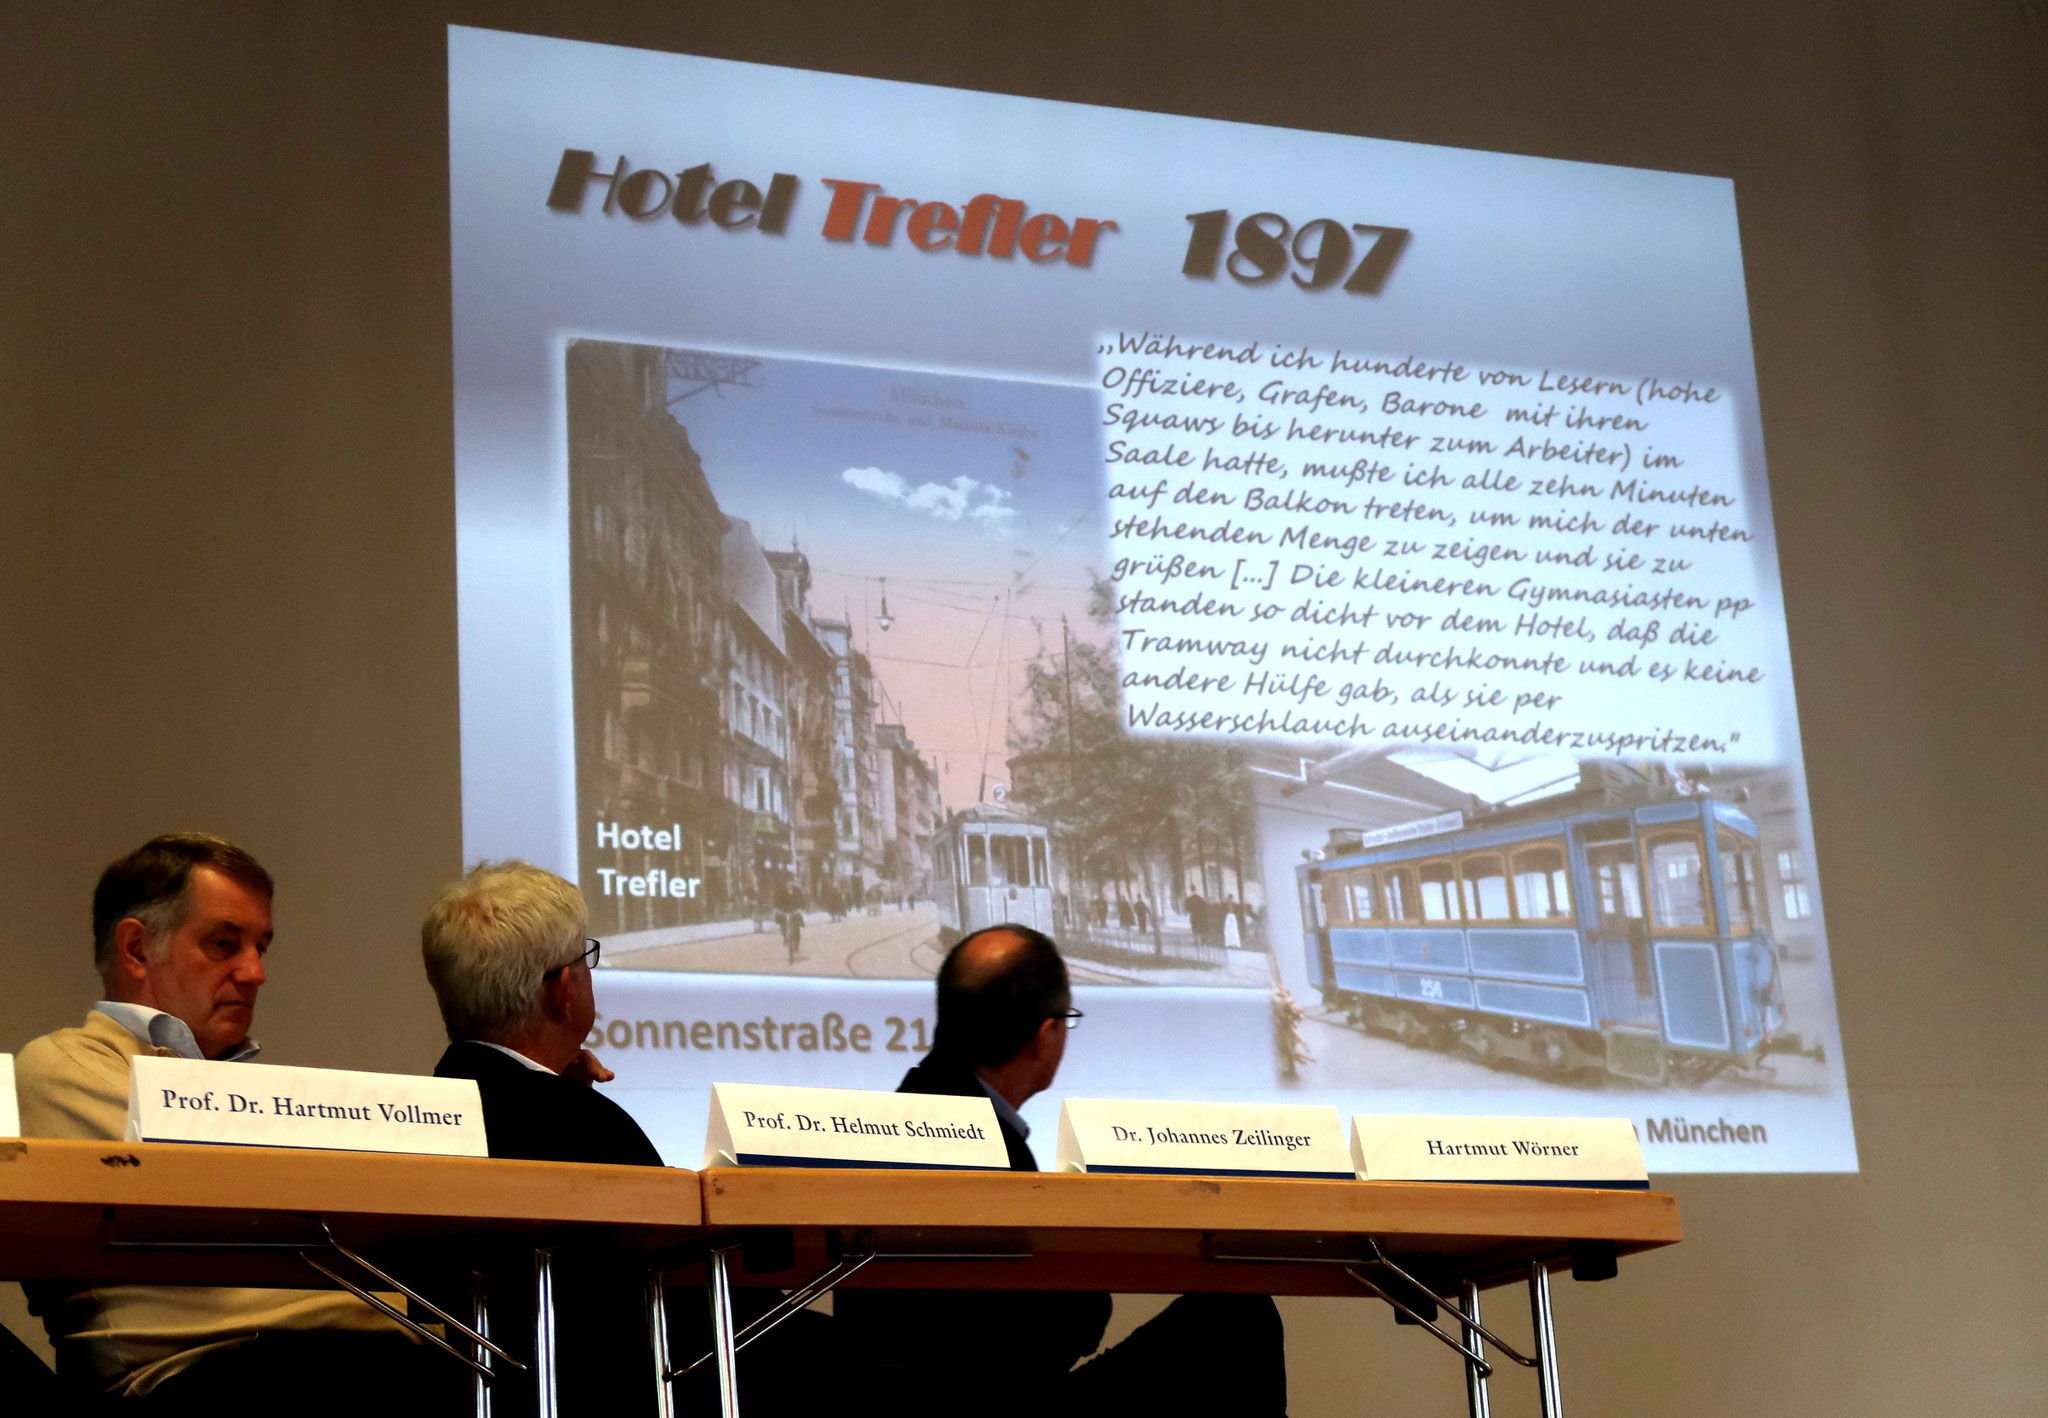 Hotel Trefler 1897
„Während ich hunderte von Lesern (hohe
Offiziere, Grafen, Barone mit ihren
Squaws bis herunter zum Arbeiter) im
Saale hatte, mußte ich alle zehn Minuten
auf den Balkon treten, um mich der unten
stehenden Menge zu zeigen und sie zu
grüßen [...] Die kleineren Gymnasiasten pp
standen so dicht vor dem Hotel, daß die
Tramway nicht durchkonnte und es keine
andere Hülfe gab, als sie per
Wasserschlauch auseinanderzuspritzen."
München
2
Hotel
Trefler
256
Sonnenstraße 21
München
Prof. Dr. Hartmut Vollmer
Prof. Dr. Helmut Schmiedt
Dr. Johannes Zeilinger
Hartmut Wörner